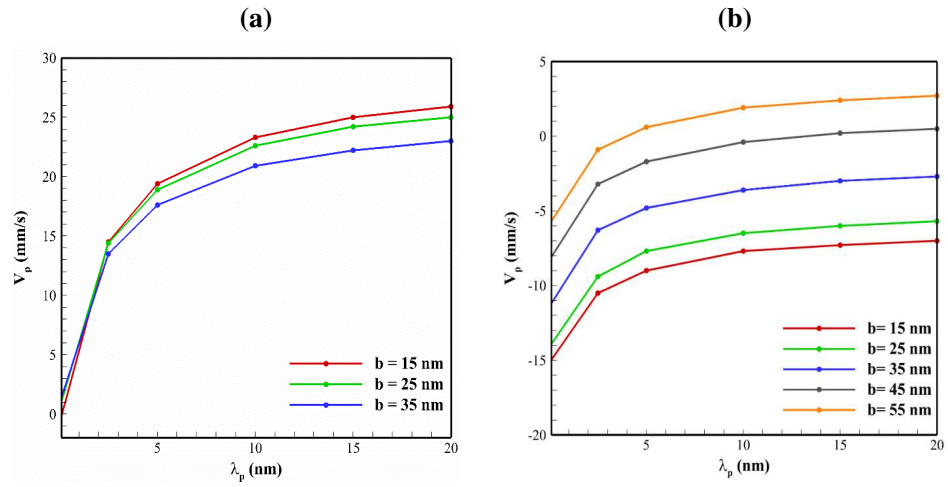 (a)
(b)
30
25
20
15
10
5
0
V_p (mm/s)
0
5
10
15
20
λ_p (nm)
b = 15 nm
b = 25 nm
b = 35 nm
5
0
-5
-10
-15
-20
V_p (mm/s)
5
10
15
20
λ_p (nm)
b= 15 nm
b= 25 nm
b= 35 nm
b= 45 nm
b= 55 nm